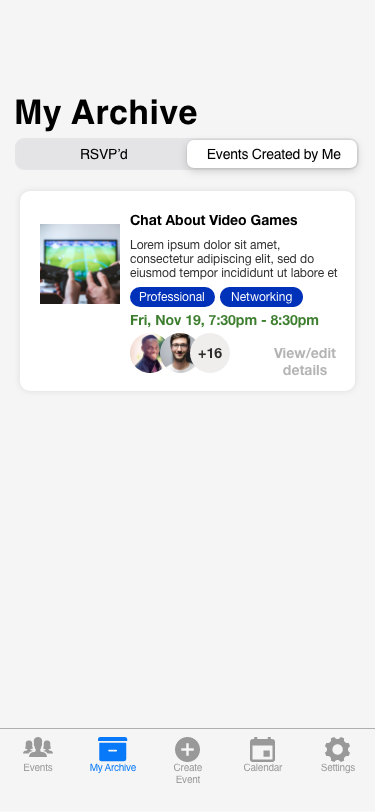 My Archive
RSVP'd
Events Created by Me
Chat About Video Games
Lorem ipsum dolor sit amet,
consectetur adipiscing elit, sed do
eiusmod tempor incididunt ut labore et
Professional
Networking
Fri, Nov 19, 7:30pm - 8:30pm
+16
View/edit
details
Events
My Archive
Create
Event
Calendar
Settings